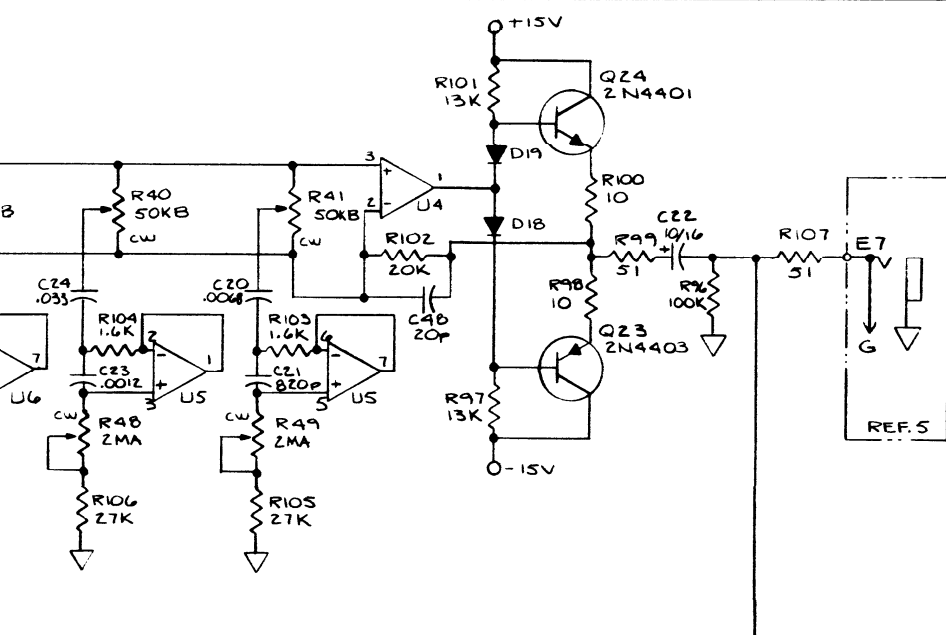 +15V
R101
13K
Q24
2N4401
D19
3
+
1
-
2
U4
R40
50KB
CW
R41
50KB
CW
B
R100
10
D18
C22
+ 10/16
R99
51
R107
51
E7
R102
20K
C48
20p
R98
10
R96
100K
C24
.033
C20
.0068
R104
1.6K
R103
1.6K
Q23
2N4403
G
7
U6
2
-
1
+
3
U5
6
-
7
+
5
U5
C23
.0012
C21
820p
R97
13K
CW
R48
2MA
CW
R49
2MA
REF. 5
-15V
R106
27K
R105
27K